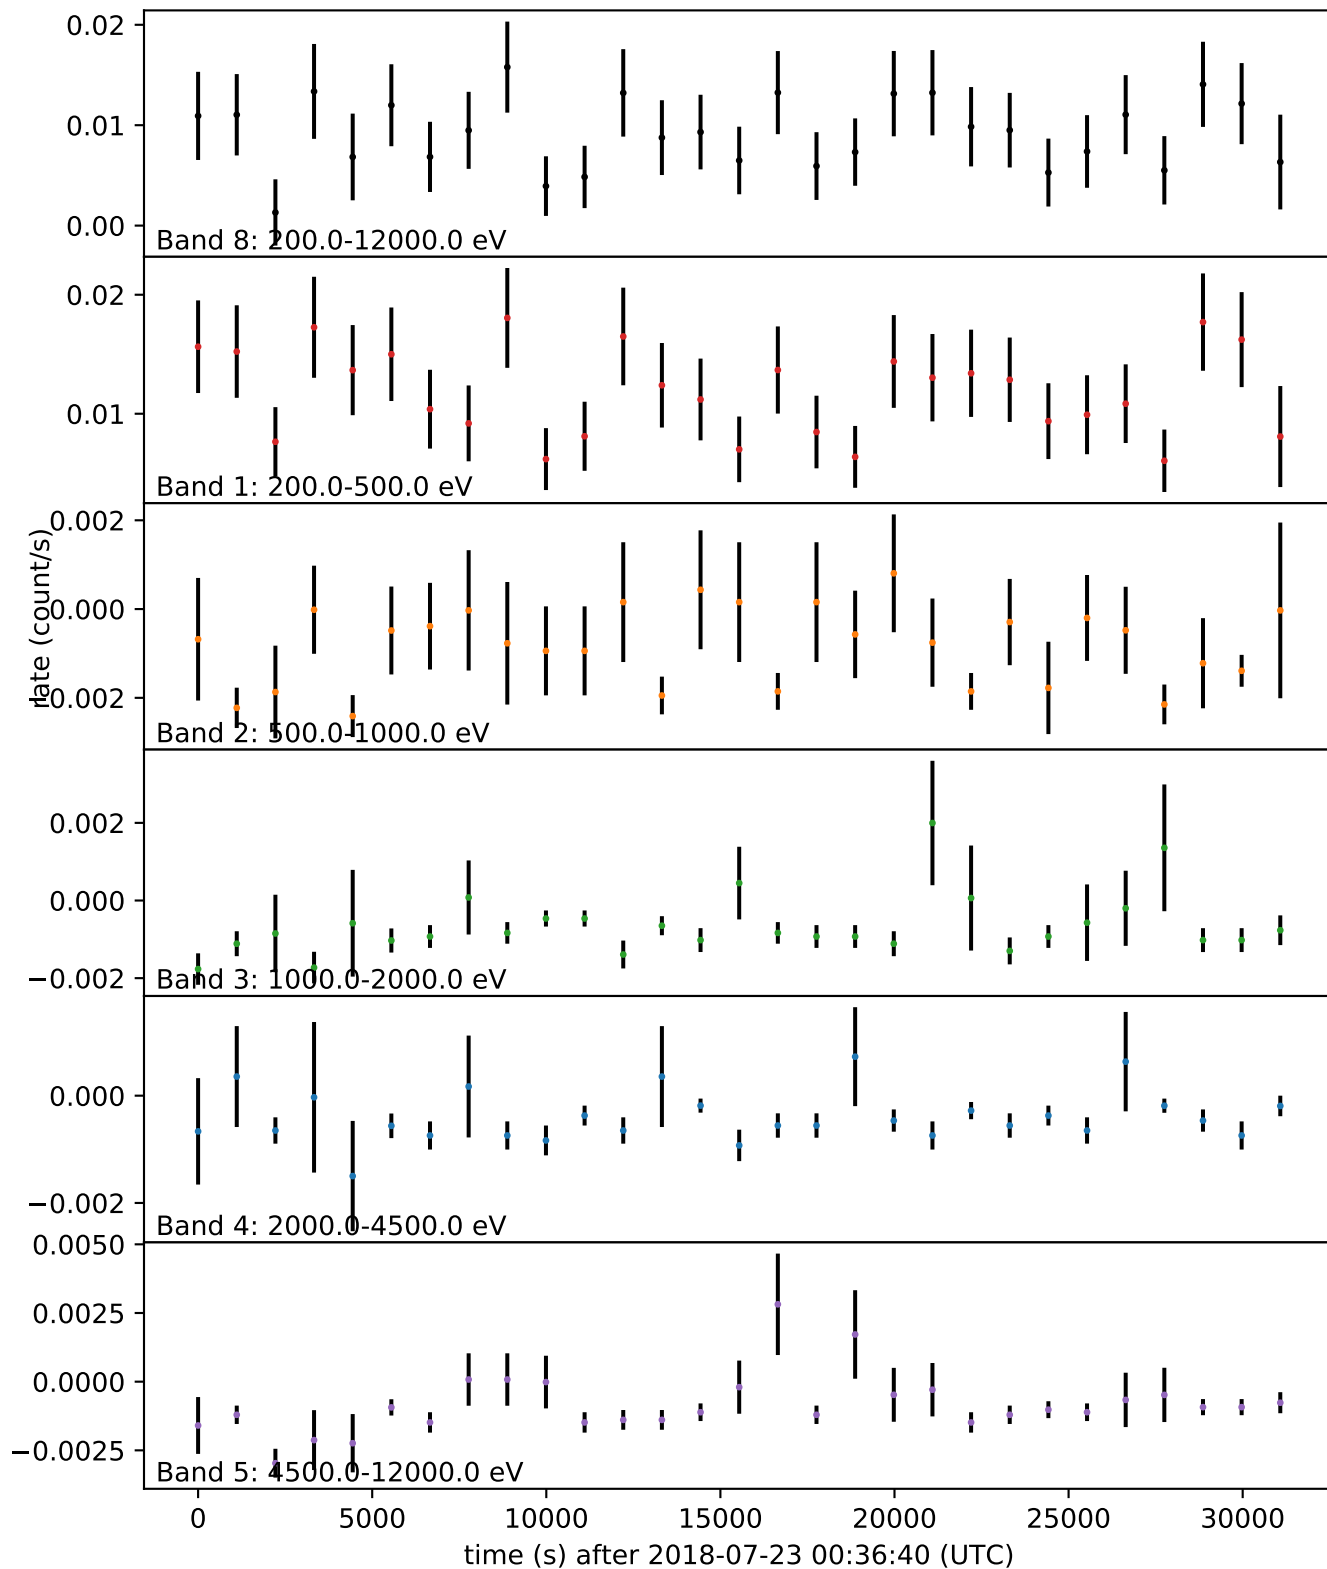 0.02
0.01
0.00
Band 8: 200.0-12000.0 eV
0.02
0.01
Band 1: 200.0-500.0 eV
rate (count/s)
0.002
0.000
−0.002
Band 2: 500.0-1000.0 eV
0.002
0.000
−0.002
Band 3: 1000.0-2000.0 eV
0.000
−0.002
Band 4: 2000.0-4500.0 eV
0.0050
0.0025
0.0000
−0.0025
Band 5: 4500.0-12000.0 eV
0 5000 10000 15000 20000 25000 30000
time (s) after 2018-07-23 00:36:40 (UTC)